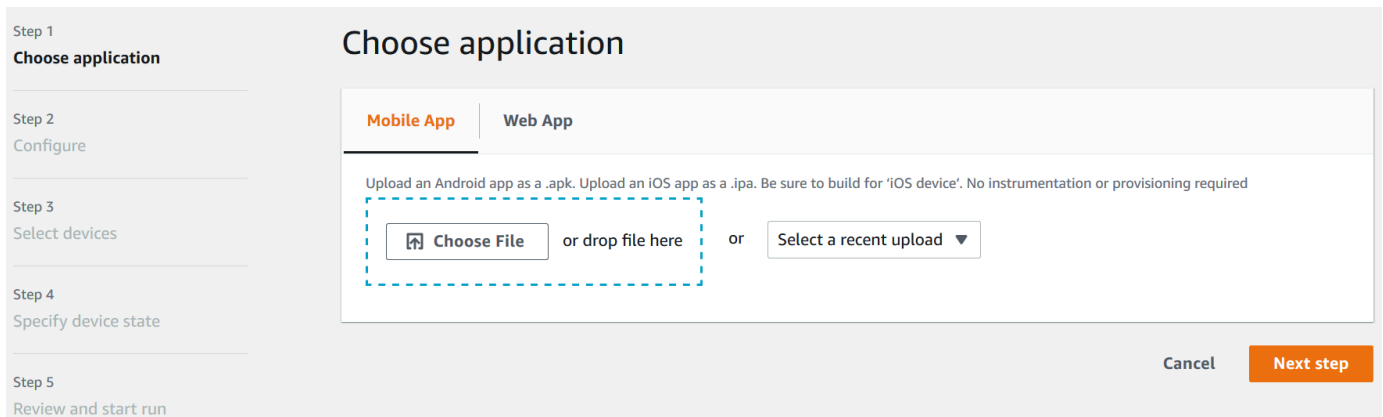 Step 1
Choose application
Step 2
Configure
Step 3
Select devices
Step 4
Specify device state
Step 5
Review and start run
Choose application
Mobile App
Web App
Upload an Android app as a .apk. Upload an iOS app as a .ipa. Be sure to build for ‘iOS device’. No instrumentation or provisioning required
Choose File or drop file here or Select a recent upload
Cancel
Next step